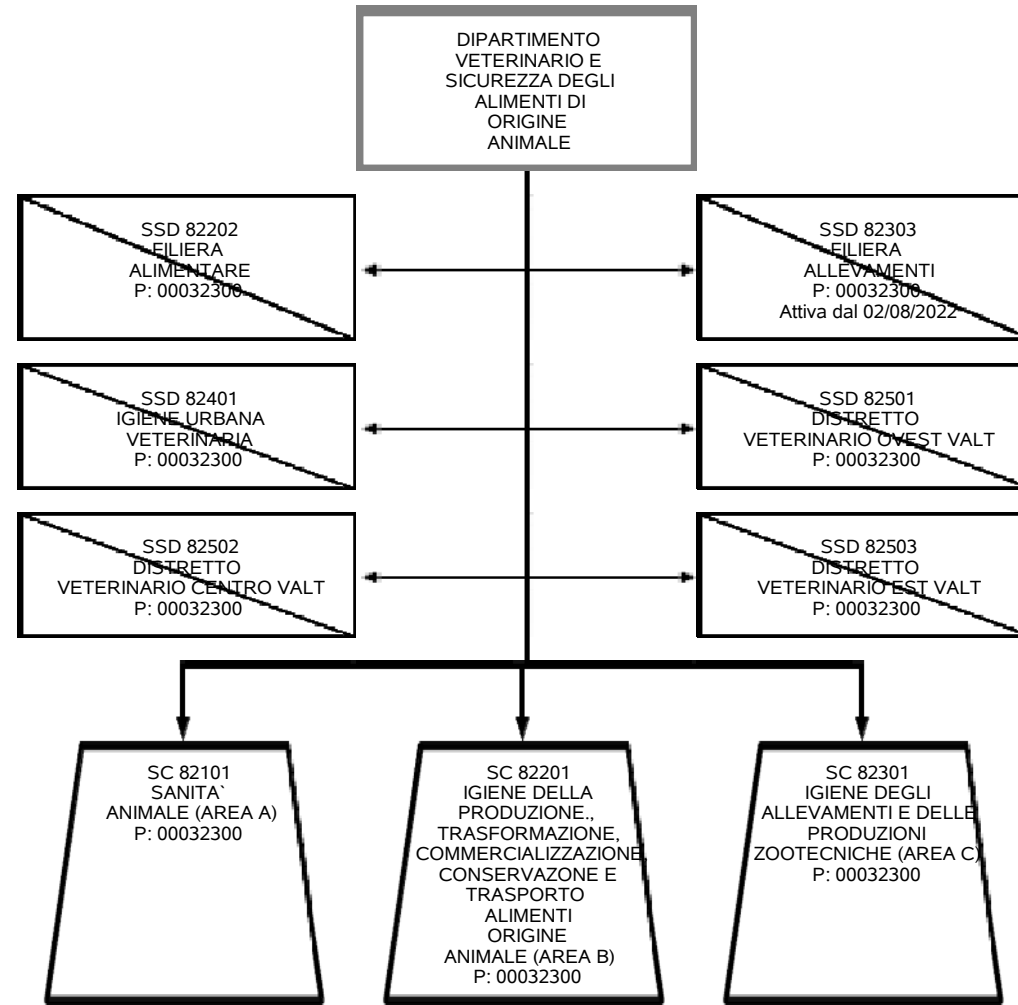 DIPARTIMENTO
VETERINARIO E
SICUREZZA DEGLI
ALIMENTI DI
ORIGINE
ANIMALE
SSD 82202
FILIERA
ALIMENTARE
P: 00032300
SSD 82303
FILIERA
ALLEVAMENTI
P: 00032300
Attiva dal 02/08/2022
SSD 82401
IGIENE URBANA
VETERINARIA
P: 00032300
SSD 82501
DISTRETTO
VETERINARIO OVEST VALT
P: 00032300
SSD 82502
DISTRETTO
VETERINARIO CENTRO VALT
P: 00032300
SSD 82503
DISTRETTO
VETERINARIO EST VALT
P: 00032300
SC 82101
SANITA`
ANIMALE (AREA A)
P: 00032300
SC 82201
IGIENE DELLA
PRODUZIONE.,
TRASFORMAZIONE,
COMMERCIALIZZAZIONE
CONSERVAZONE E
TRASPORTO
ALIMENTI
ORIGINE
ANIMALE (AREA B)
P: 00032300
SC 82301
IGIENE DEGLI
ALLEVAMENTI E DELLE
PRODUZIONI
ZOOTECNICHE (AREA C)
P: 00032300